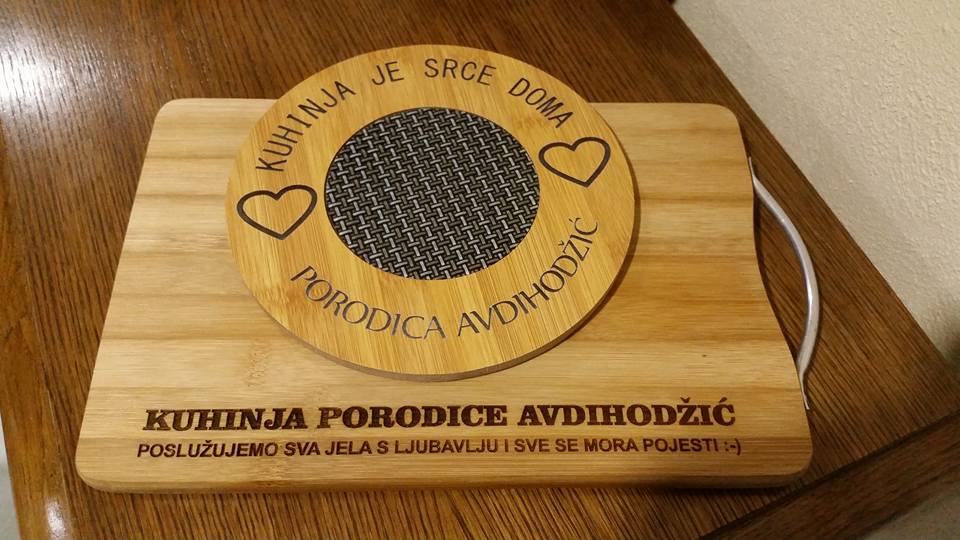 KUHINJA JE SRCE DOMA
PORODICA AVDIHODŽIĆ
KUHINJA PORODICE AVDIHODŽIĆ
POSLUŽUJEMO SVA JELA S LJUBAVLJU I SVE SE MORA POJESTI :-)